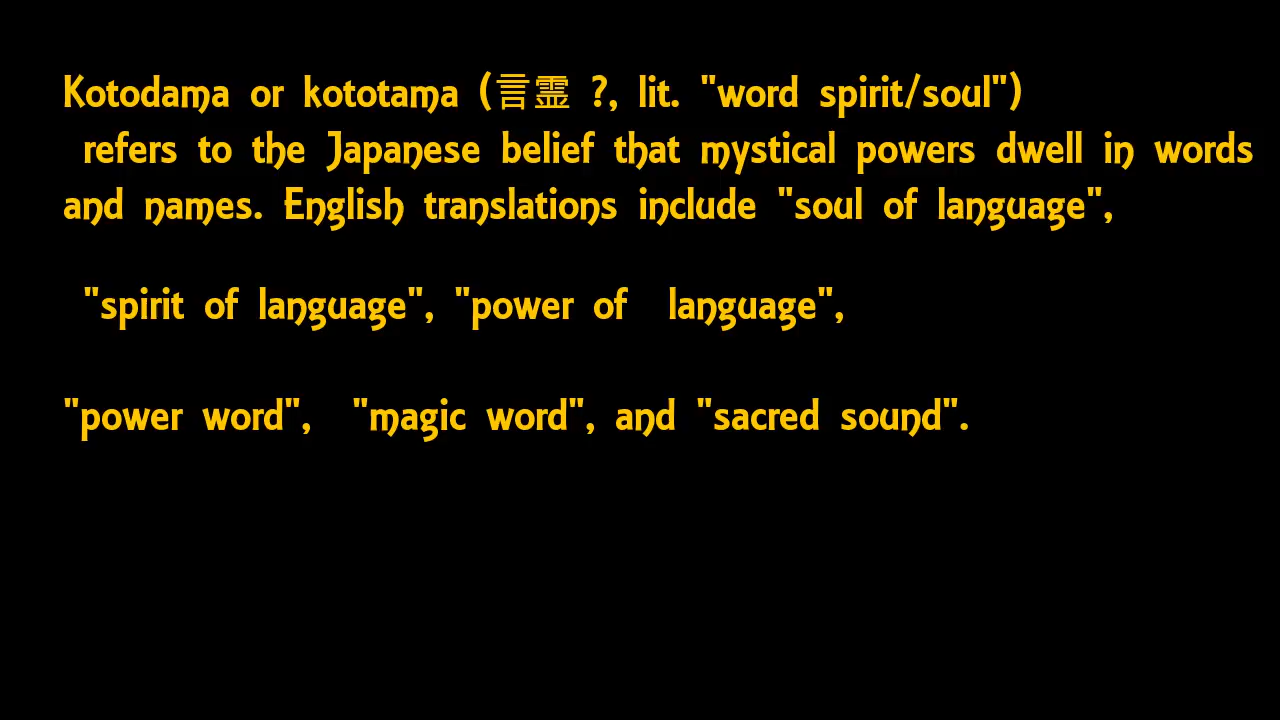 Kotodama or kototama (言霊 ?, lit. "word spirit/soul")
refers to the Japanese belief that mystical powers dwell in words
and names. English translations include "soul of language",
"spirit of language", "power of language",
"power word", "magic word", and "sacred sound".